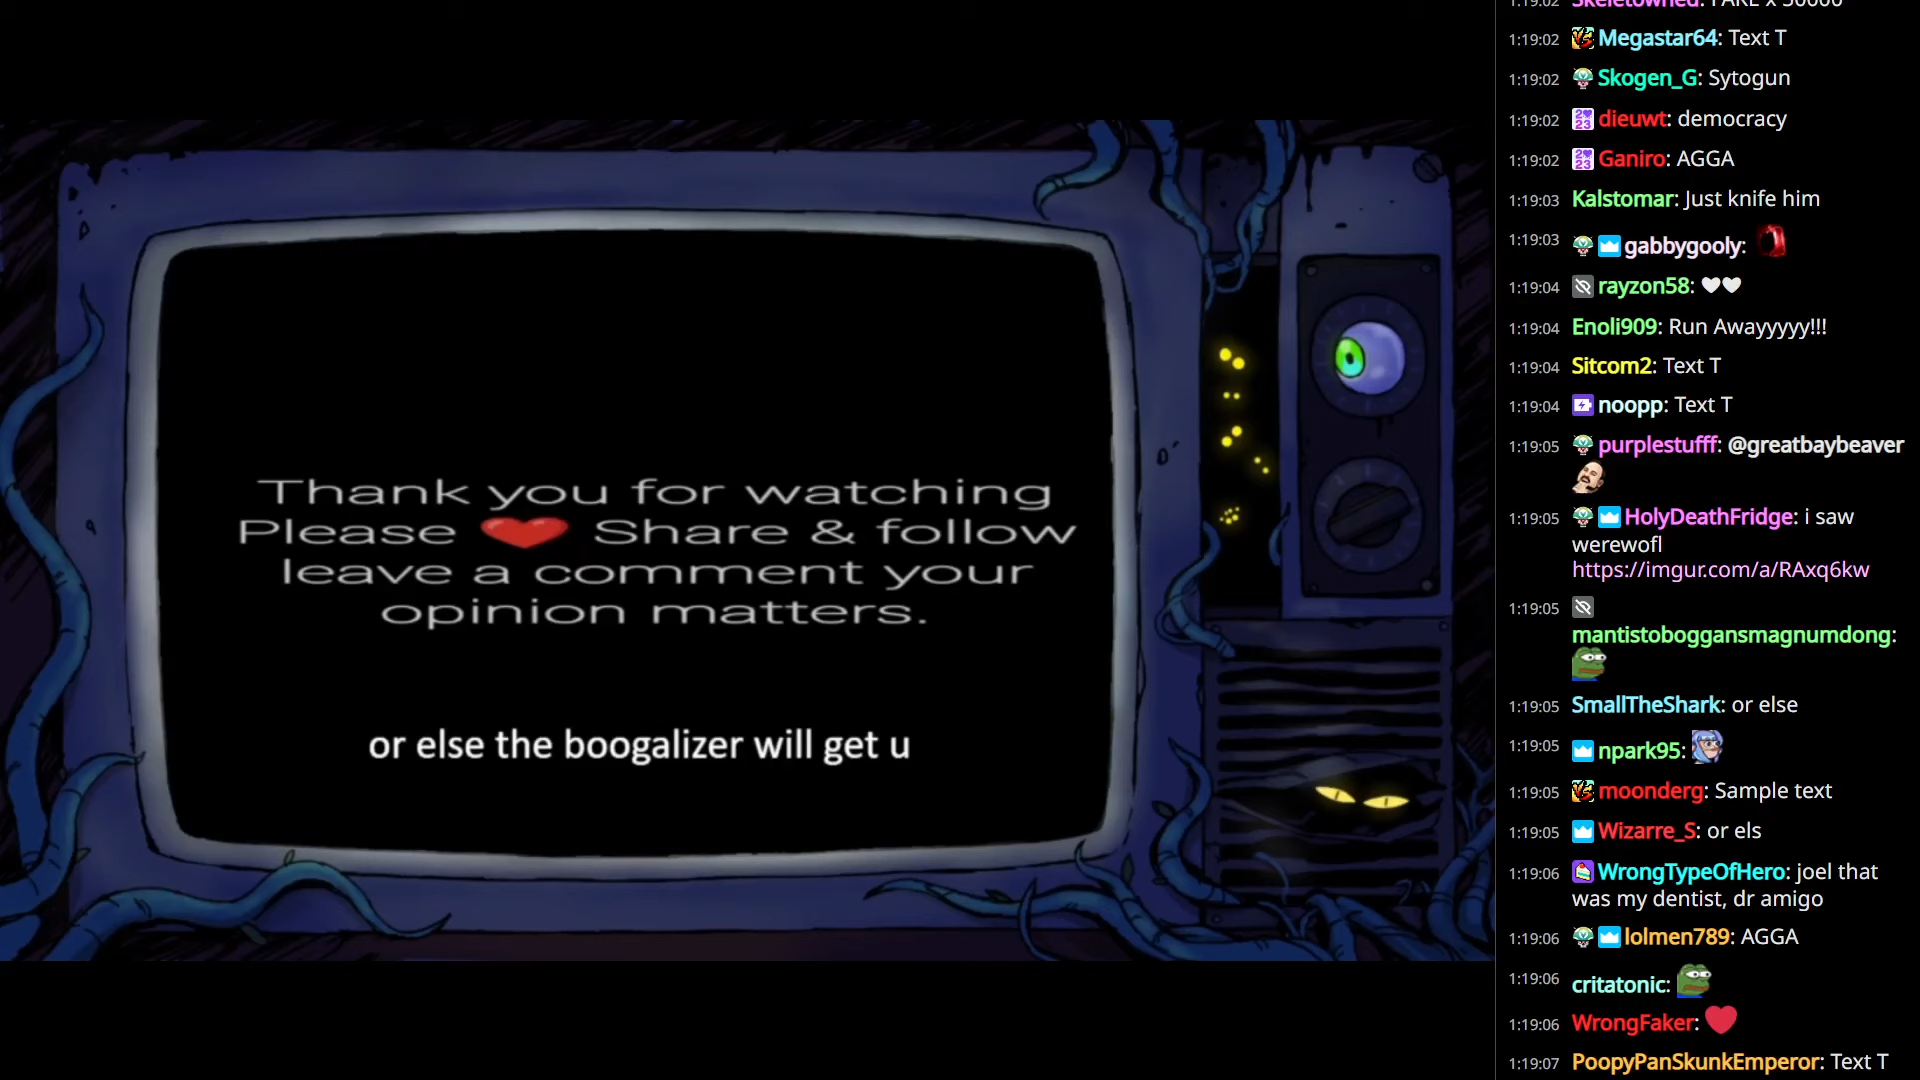 Thank you for watching
Please ❤ Share & follow
leave a comment your
opinion matters.
or else the boogalizer will get u
1:19:02 Skeletowned: FAKE x 50000
1:19:02 Megastar64: Text T
1:19:02 Skogen_G: Sytogun
1:19:02 dieuwt: democracy
1:19:02 Ganiro: AGGA
1:19:03 Kalstomar: Just knife him
1:19:03 gabbygooly:
1:19:04 rayzon58: 🤍🤍
1:19:04 Enoli909: Run Awayyyyy!!!
1:19:04 Sitcom2: Text T
1:19:04 noopp: Text T
1:19:05 purplestufff: @greatbaybeaver
1:19:05 HolyDeathFridge: i saw
werewofl
https://imgur.com/a/RAxq6kw
1:19:05
mantistoboggansmagnumdong:
1:19:05 SmallTheShark: or else
1:19:05 npark95:
1:19:05 moonderg: Sample text
1:19:05 Wizarre_S: or els
1:19:06 WrongTypeOfHero: joel that
was my dentist, dr amigo
1:19:06 lolmen789: AGGA
1:19:06 critatonic:
1:19:06 WrongFaker: ❤
1:19:07 PoopyPanSkunkEmperor: Text T